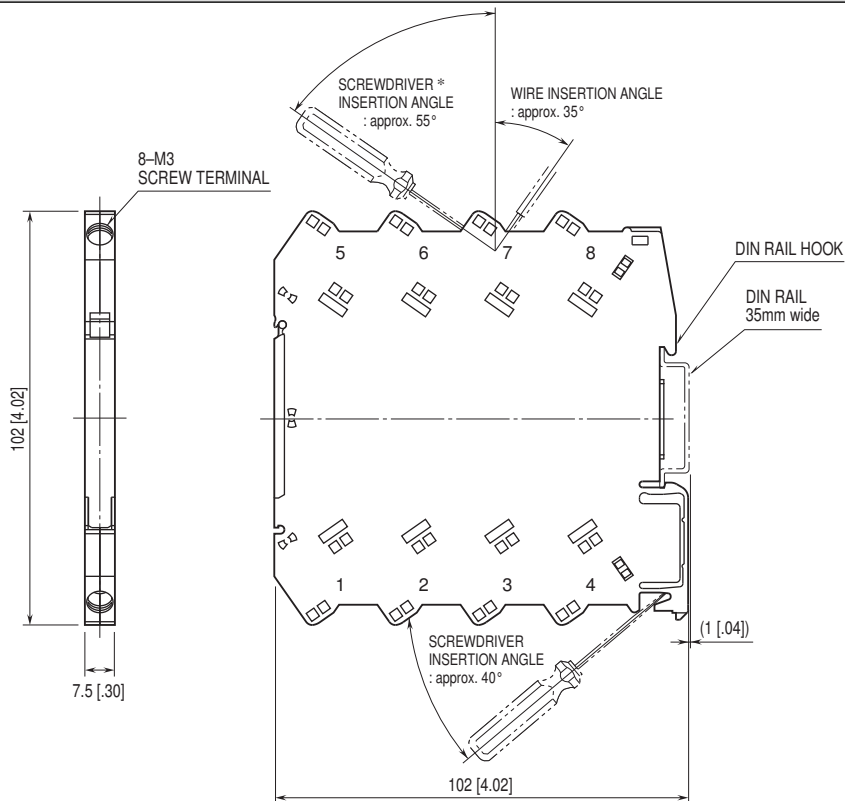 SCREWDRIVER *
INSERTION ANGLE
: approx. 55°
WIRE INSERTION ANGLE
: approx. 35°
8–M3
SCREW TERMINAL
5
6
7
8
DIN RAIL HOOK
DIN RAIL
35mm wide
102 [4.02]
1
2
3
4
SCREWDRIVER
INSERTION ANGLE
: approx. 40°
(1 [.04])
7.5 [.30]
102 [4.02]